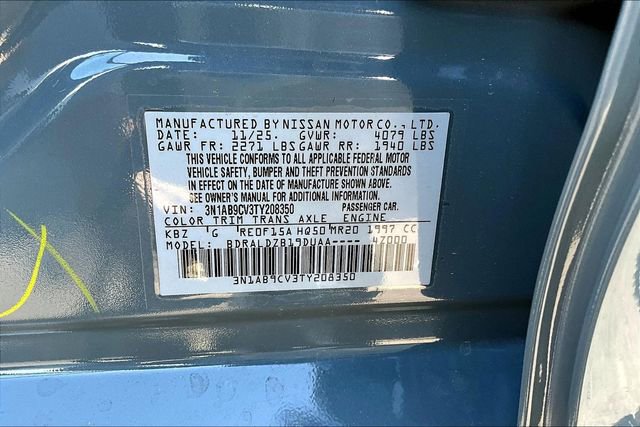 MANUFACTURED BY NISSAN MOTOR CO., LTD.
DATE: 11/25. GVWR: 4079 LBS
GAWR FR: 2271 LBS GAWR RR: 1940 LBS
THIS VEHICLE CONFORMS TO ALL APPLICABLE FEDERAL MOTOR
VEHICLE SAFETY, BUMPER AND THEFT PREVENTION STANDARDS
IN EFFECT ON THE DATE OF MANUFACTURE SHOWN ABOVE.
SEE OWNER'S MANUAL FOR ADDITIONAL INFORMATION.
VIN: 3N1AB9CV3TY208350 PASSENGER CAR.
COLOR TRIM TRANS AXLE ENGINE
KBZ G RE0F15A HQ50 MR20 1997 CC
MODEL: BDRALDZB19DUAA---- 4Z000
3N1AB9CV3TY208350